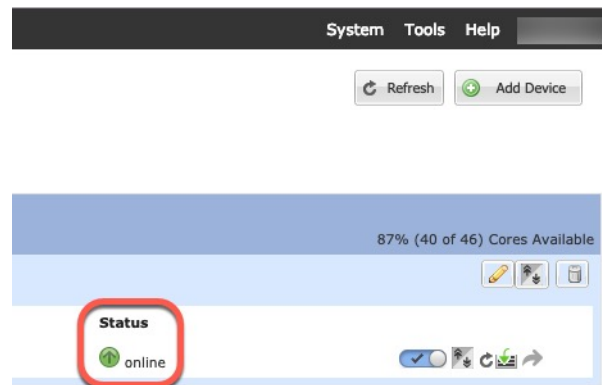 System Tools Help
Refresh Add Device
87% (40 of 46) Cores Available
Status
online